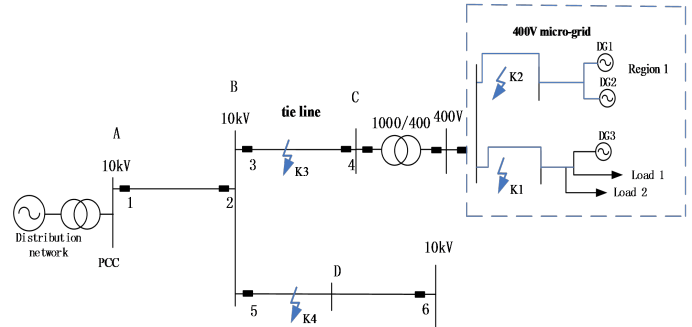 400V micro-grid
DG1
K2
Region 1
DG2
B
10kV
tie line
C
1000/400
400V
DG3
A
10kV
3
K3
4
K1
Load 1
Load 2
1
2
Distribution
network
PCC
10kV
D
5
K4
6